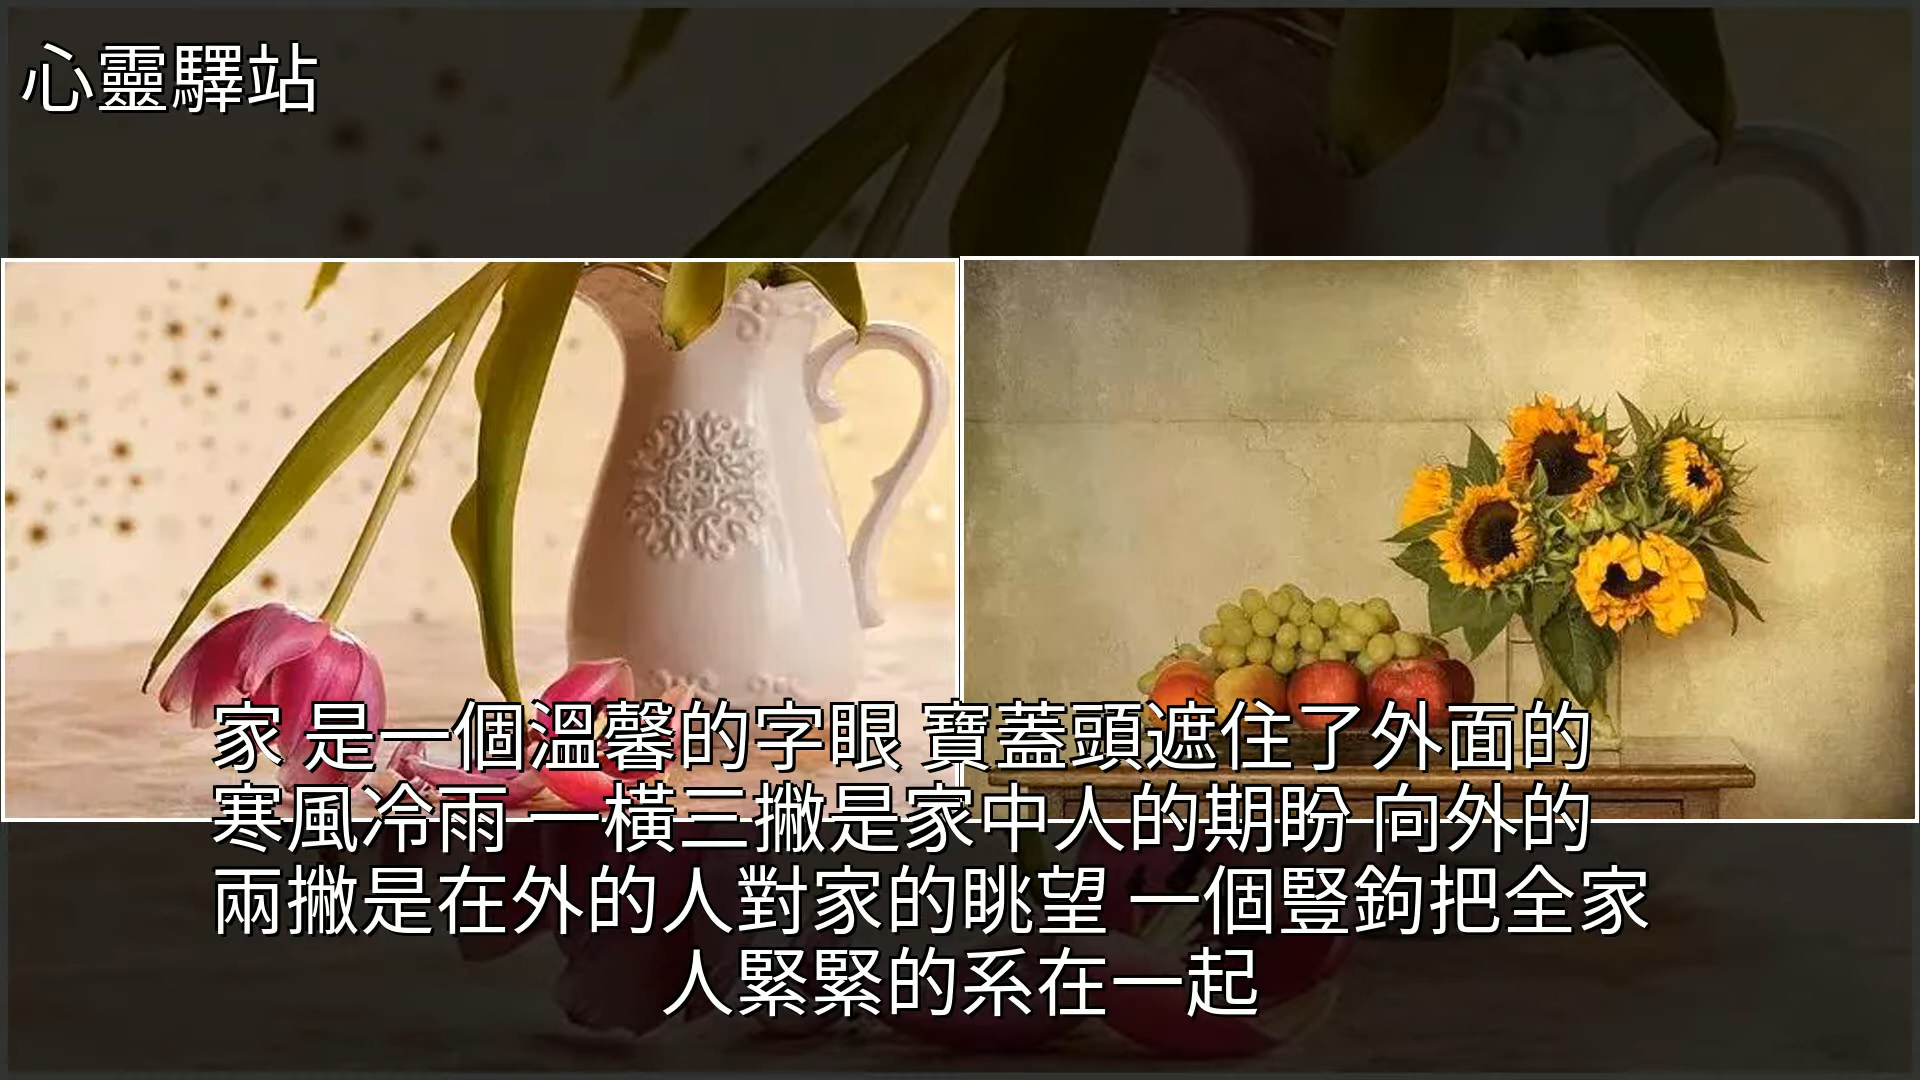 心靈驛站
家 是一個溫馨的字眼 寶蓋頭遮住了外面的
寒風冷雨 一橫三撇是家中人的期盼 向外的
兩撇是在外的人對家的眺望 一個豎鉤把全家
人緊緊的系在一起